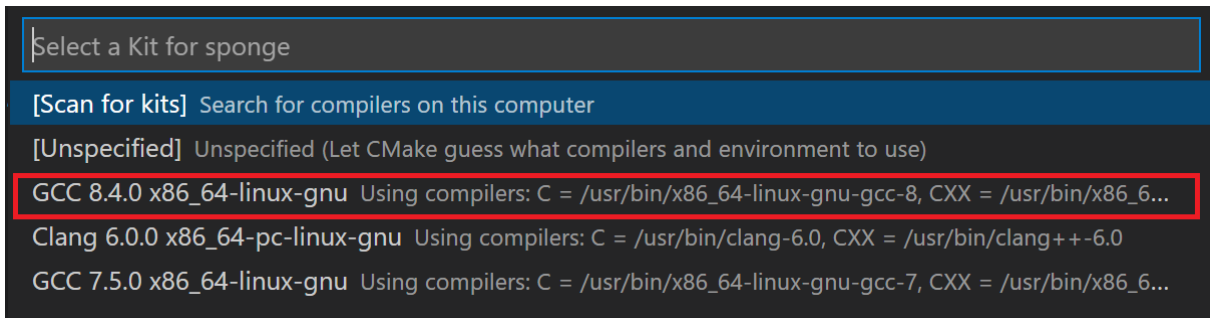 Select a Kit for sponge
[Scan for kits] Search for compilers on this computer
[Unspecified] Unspecified (Let CMake guess what compilers and environment to use)
GCC 8.4.0 x86_64-linux-gnu Using compilers: C = /usr/bin/x86_64-linux-gnu-gcc-8, CXX = /usr/bin/x86_6...
Clang 6.0.0 x86_64-pc-linux-gnu Using compilers: C = /usr/bin/clang-6.0, CXX = /usr/bin/clang++-6.0
GCC 7.5.0 x86_64-linux-gnu Using compilers: C = /usr/bin/x86_64-linux-gnu-gcc-7, CXX = /usr/bin/x86_6...